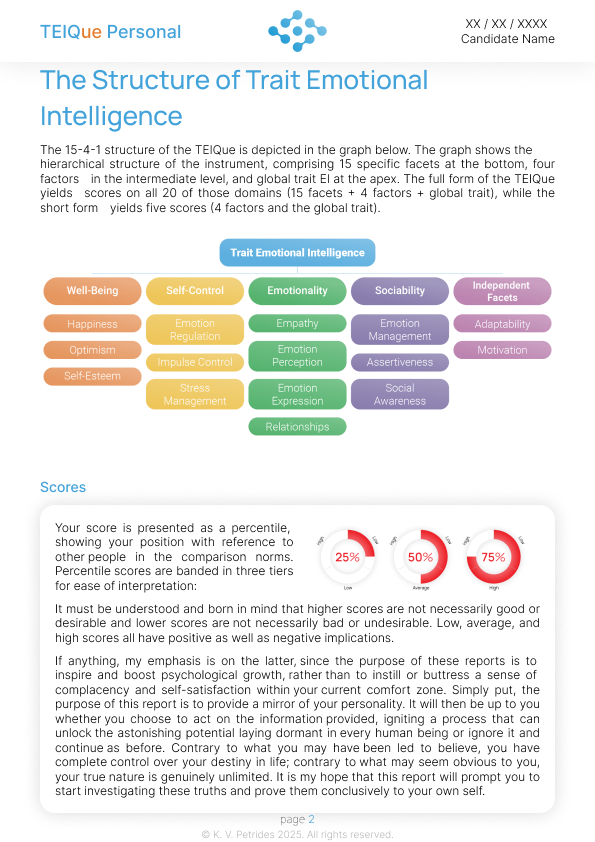 TEIQue Personal
XX / XX / XXXX
Candidate Name
The Structure of Trait Emotional
Intelligence
The 15-4-1 structure of the TEIQue is depicted in the graph below. The graph shows the
hierarchical structure of the instrument, comprising 15 specific facets at the bottom, four
factors in the intermediate level, and global trait EI at the apex. The full form of the TEIQue
yields scores on all 20 of those domains (15 facets + 4 factors + global trait), while the
short form yields five scores (4 factors and the global trait).
Trait Emotional Intelligence
Well-Being
Happiness
Optimism
Self-Esteem
Self-Control
Emotion
Regulation
Impulse Control
Stress
Management
Emotionality
Empathy
Emotion
Perception
Emotion
Expression
Relationships
Sociability
Emotion
Management
Assertiveness
Social
Awareness
Independent
Facets
Adaptability
Motivation
Scores
Your score is presented as a percentile,
showing your position with reference to
other people in the comparison norms.
Percentile scores are banded in three tiers
for ease of interpretation:
High
Low
25%
Low
High
Low
50%
Average
High
Low
75%
High
It must be understood and born in mind that higher scores are not necessarily good or
desirable and lower scores are not necessarily bad or undesirable. Low, average, and
high scores all have positive as well as negative implications.
If anything, my emphasis is on the latter, since the purpose of these reports is to
inspire and boost psychological growth, rather than to instill or buttress a sense of
complacency and self-satisfaction within your current comfort zone. Simply put, the
purpose of this report is to provide a mirror of your personality. It will then be up to you
whether you choose to act on the information provided, igniting a process that can
unlock the astonishing potential laying dormant in every human being or ignore it and
continue as before. Contrary to what you may have been led to believe, you have
complete control over your destiny in life; contrary to what may seem obvious to you,
your true nature is genuinely unlimited. It is my hope that this report will prompt you to
start investigating these truths and prove them conclusively to your own self.
page 2
© K. V. Petrides 2025. All rights reserved.